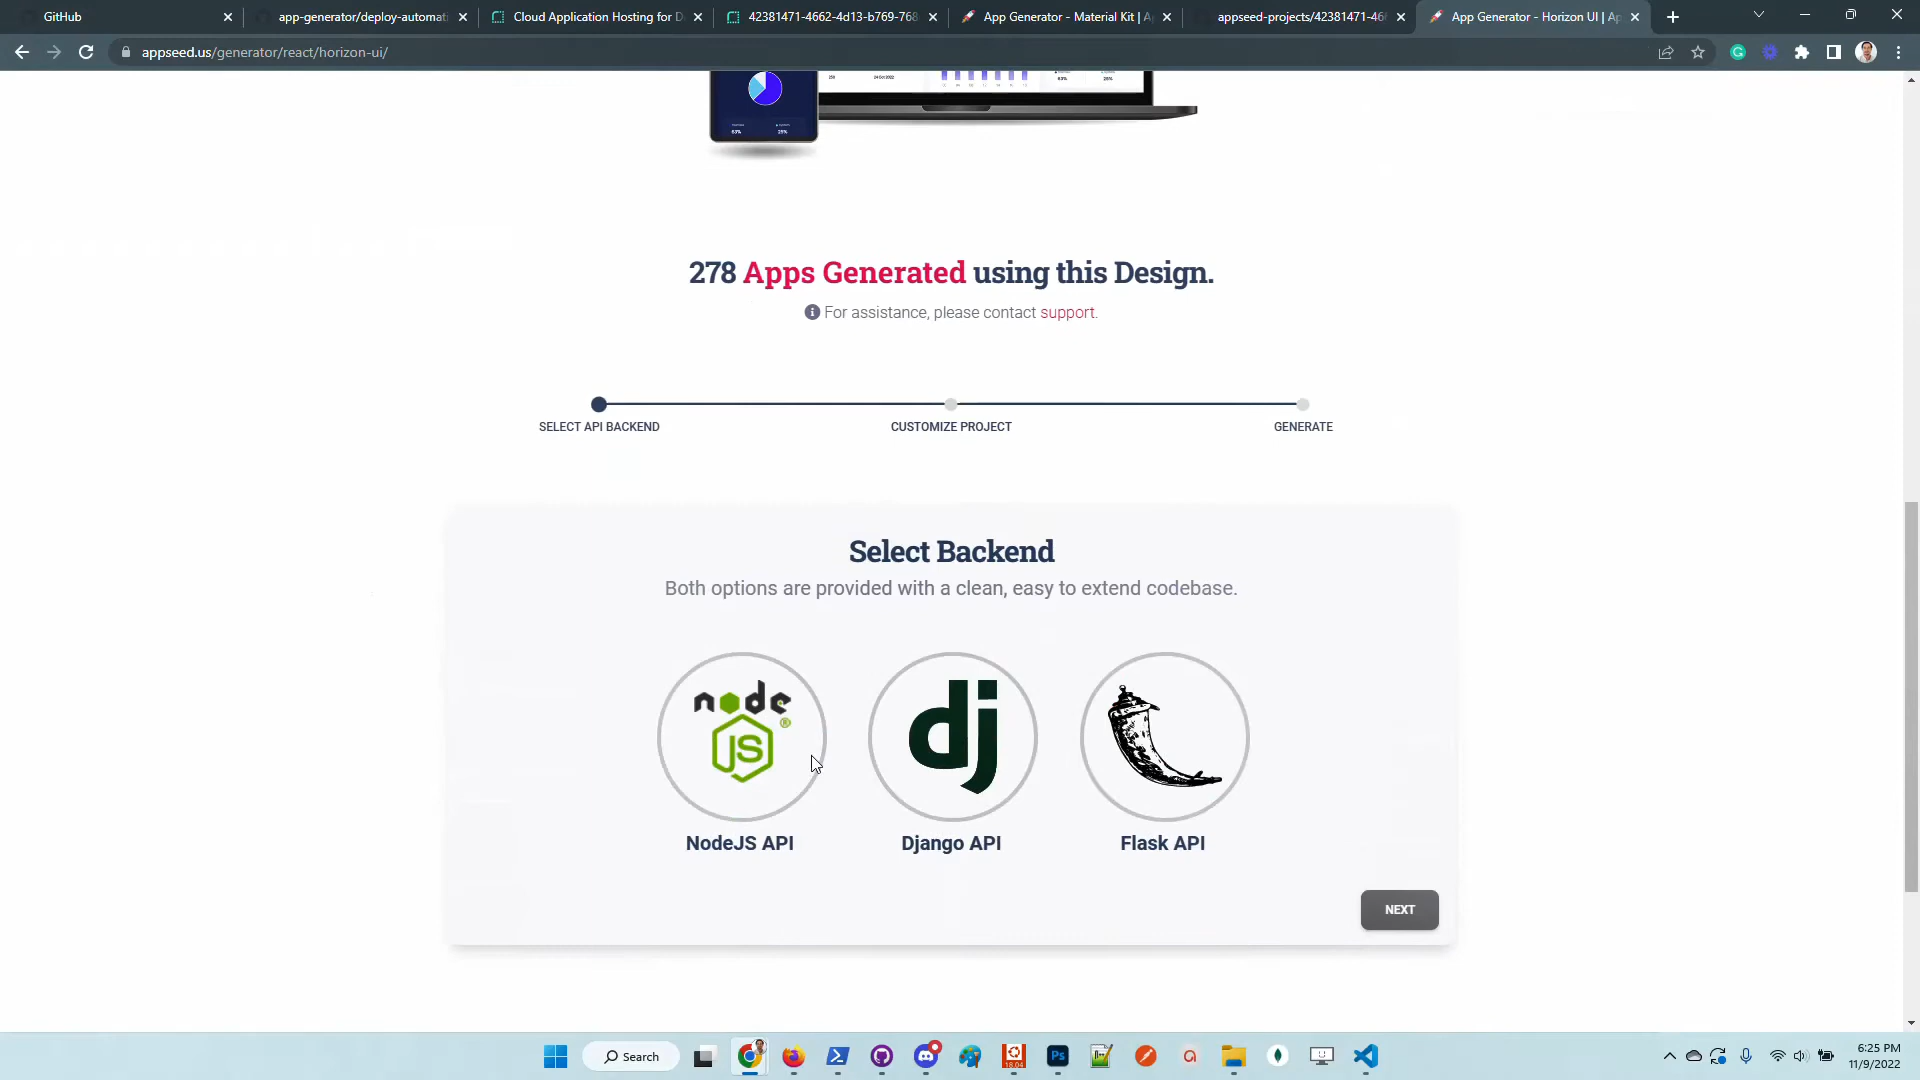 GitHub
app-generator/deploy-automat
Cloud Application Hosting for D
42381471-4662-4d13-b769-768
App Generator - Material Kit | A
appseed-projects/42381471-46
App Generator - Horizon UI | Ap
appseed.us/generator/react/horizon-ui/
278 Apps Generated using this Design.
For assistance, please contact support.
SELECT API BACKEND
CUSTOMIZE PROJECT
GENERATE
Select Backend
Both options are provided with a clean, easy to extend codebase.
node
JS
dj
NodeJS API
Django API
Flask API
NEXT
Search
Ps
18.04
6:25 PM
11/9/2022